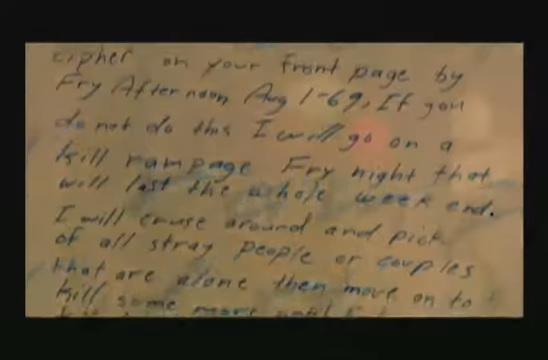 cipher on your front page by
Fry Afternoon Aug 1-69, If you
do not do this I will go on a
kill rampage Fry night that
will last the whole week end.
I will cruse around and pick
of all stray people or couples
that are alone then move on to
kill some more until